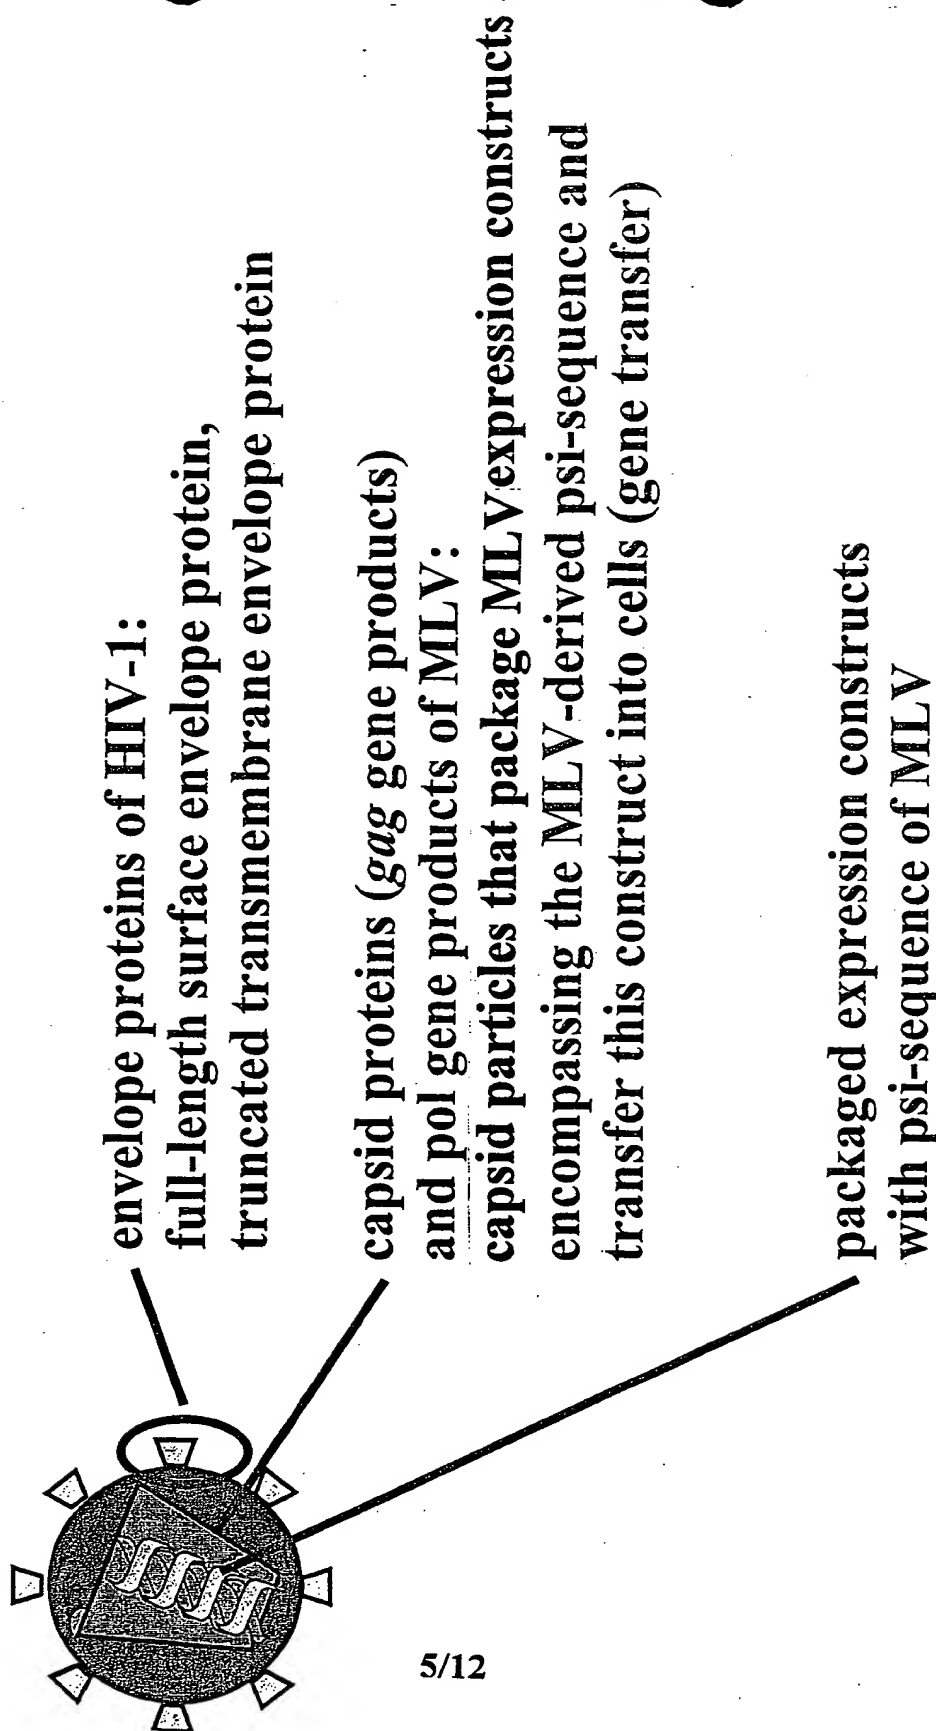 envelope proteins of HIV-1:
full-length surface envelope protein,
truncated transmembrane envelope protein
capsid proteins (gag gene products)
and pol gene products of MLV:
capsid particles that package MLV expression constructs
encompassing the MLV-derived psi-sequence and
transfer this construct into cells (gene transfer)
packaged expression constructs
with psi-sequence of MLV
5/12